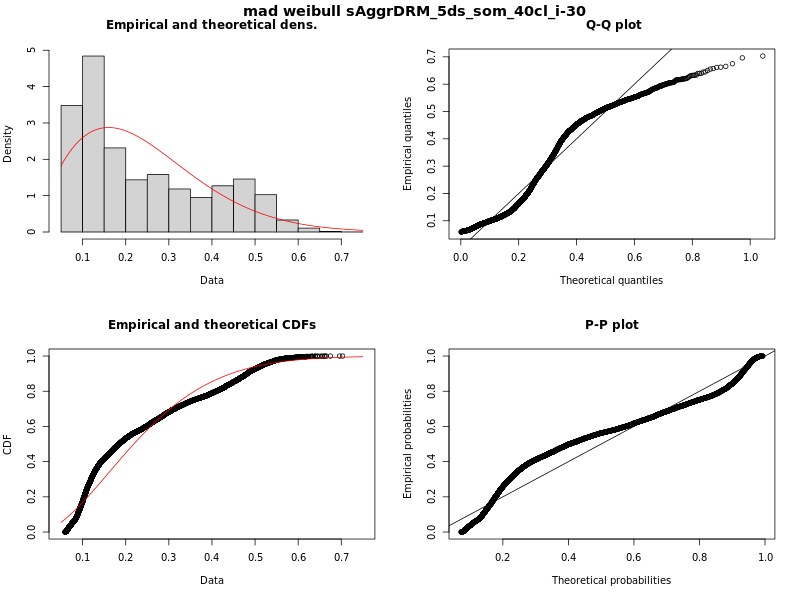 mad weibull sAggrDRM_5ds_som_40cl_i-30
Empirical and theoretical dens.
Density
0 1 2 3 4 5
0.1 0.2 0.3 0.4 0.5 0.6 0.7
Data
Q-Q plot
Empirical quantiles
0.1 0.2 0.3 0.4 0.5 0.6 0.7
0.0 0.2 0.4 0.6 0.8 1.0
Theoretical quantiles
Empirical and theoretical CDFs
CDF
0.0 0.2 0.4 0.6 0.8 1.0
0.1 0.2 0.3 0.4 0.5 0.6 0.7
Data
P-P plot
Empirical probabilities
0.0 0.2 0.4 0.6 0.8 1.0
0.2 0.4 0.6 0.8 1.0
Theoretical probabilities